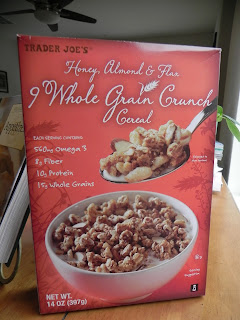 TRADER JOE'S®
Honey, Almond & Flax
9 Whole Grain Crunch
Cereal
EACH SERVING CONTAINS:
560mg Omega 3
8g Fiber
10g Protein
15g Whole Grains
NET WT.
14 OZ (397g)